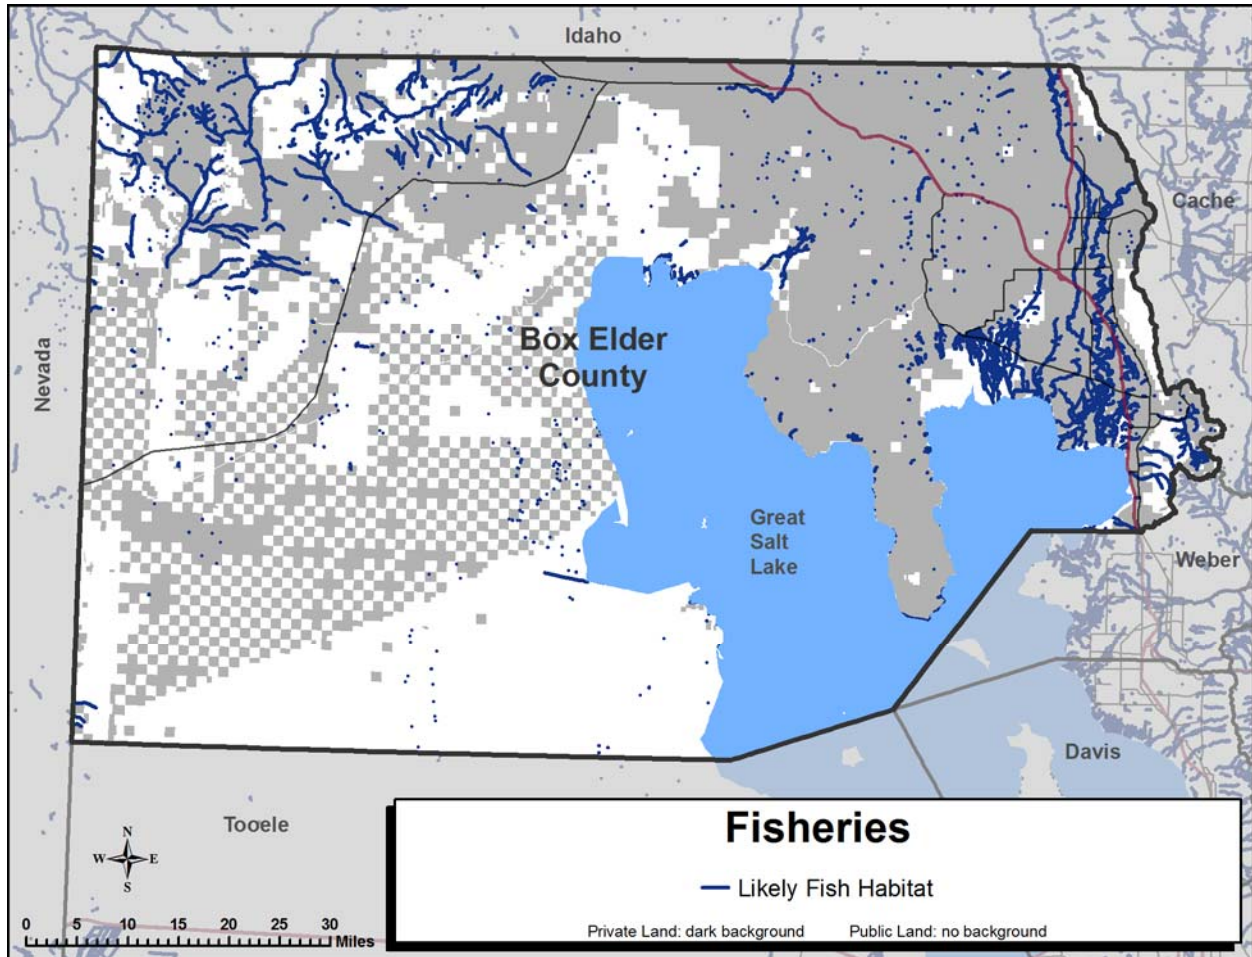 Idaho
Cache
Nevada
Box Elder
County
Great
Salt
Lake
Weber
Davis
Tooele
N
W E
S
0 5 10 15 20 25 30
Miles
Fisheries
Likely Fish Habitat
Private Land: dark background Public Land: no background